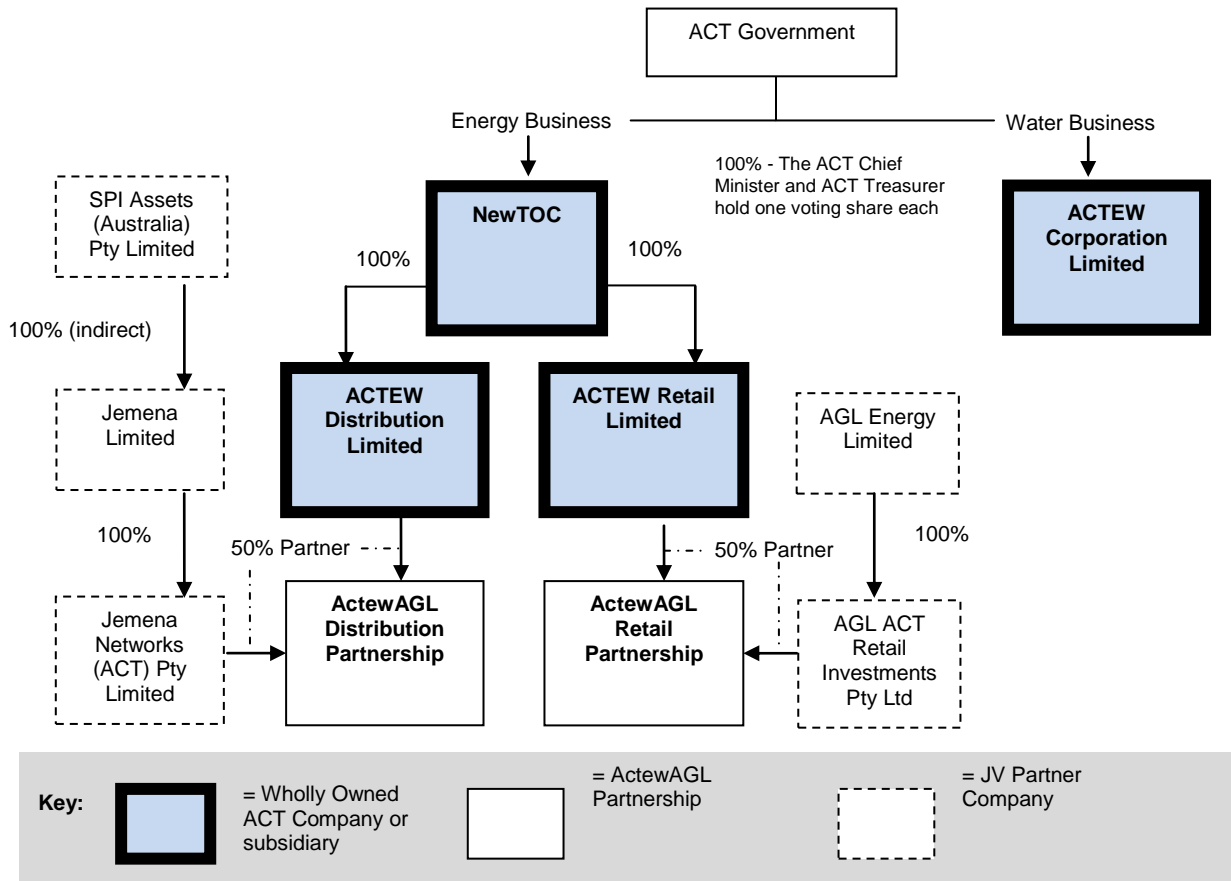 ACT Government
Energy Business
Water Business
100% - The ACT Chief
Minister and ACT Treasurer
hold one voting share each
SPI Assets
(Australia)
Pty Limited
NewTOC
ACTEW
Corporation
Limited
100%
100%
100% (indirect)
Jemena
Limited
ACTEW
Distribution
Limited
ACTEW Retail
Limited
AGL Energy
Limited
100%
50% Partner
50% Partner
100%
Jemena
Networks
(ACT) Pty
Limited
ActewAGL
Distribution
Partnership
ActewAGL
Retail
Partnership
AGL ACT
Retail
Investments
Pty Ltd
Key:
= Wholly Owned
ACT Company or
subsidiary
= ActewAGL
Partnership
= JV Partner
Company